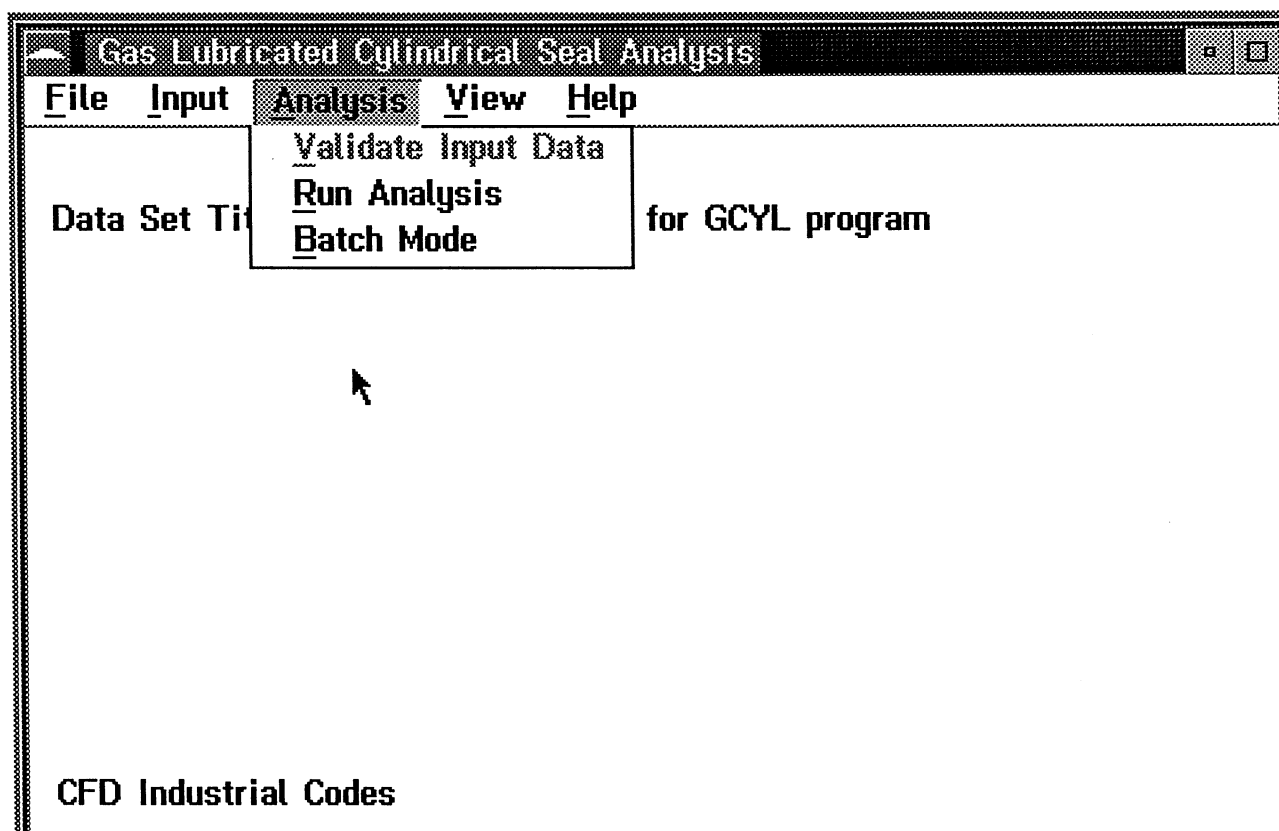 Gas Lubricated Cylindrical Seal Analysis
File Input Analysis View Help
Validate Input Data
Run Analysis
Data Set Tit for GCYL program
Batch Mode
CFD Industrial Codes